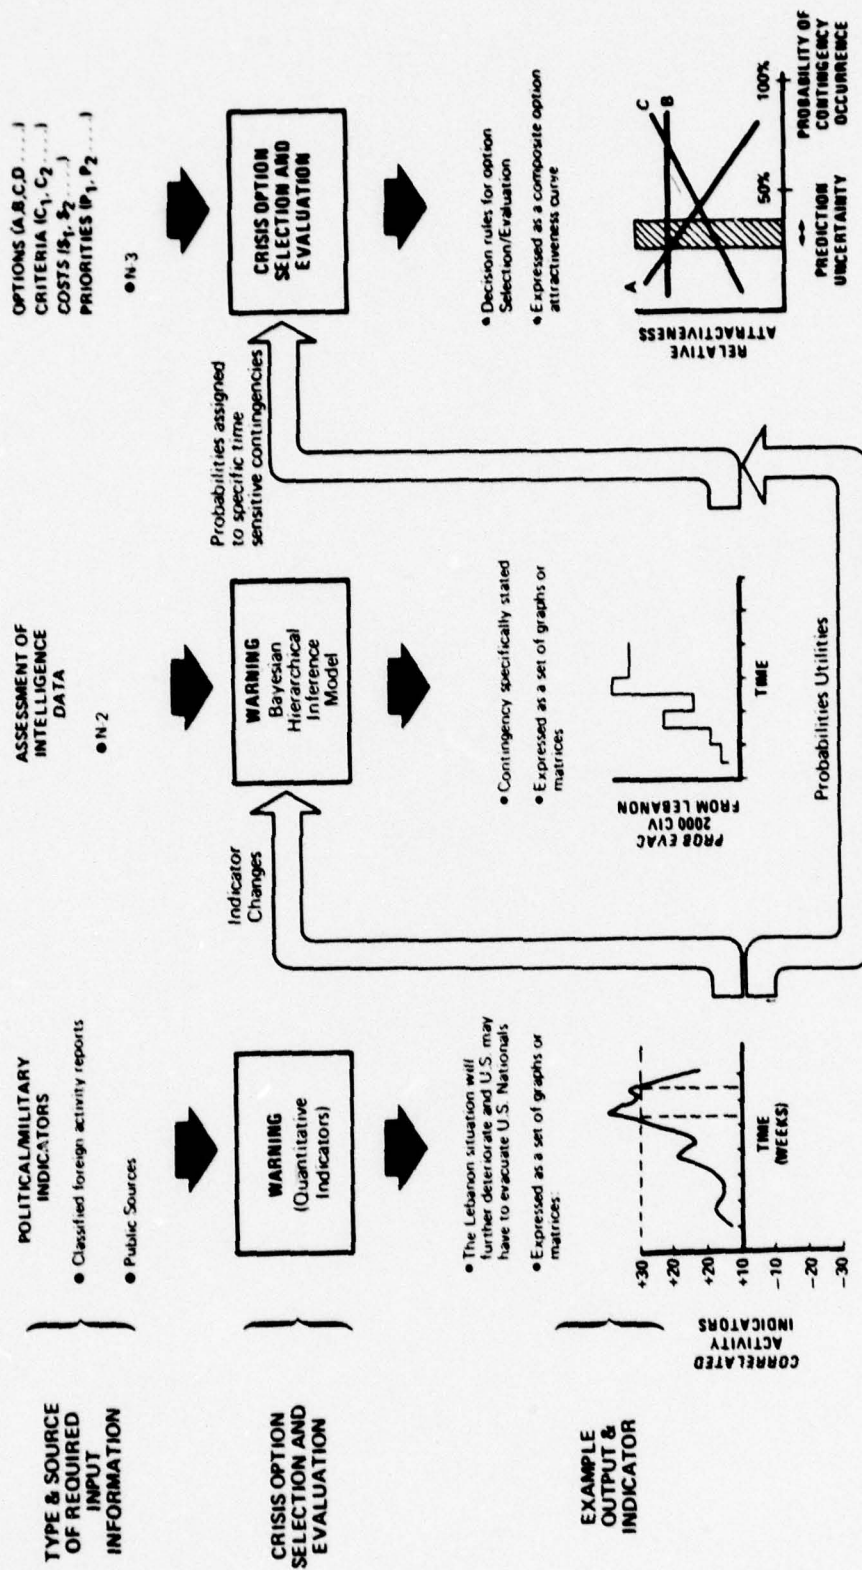 TYPE & SOURCE
OF REQUIRED
INPUT
INFORMATION
POLITICAL/MILITARY
INDICATORS
● Classified foreign activity reports
● Public Sources
ASSESSMENT OF
INTELLIGENCE
DATA
● N-2
OPTIONS (A,B,C,D ....)
CRITERIA (C1, C2 ....)
COSTS ($1, $2 ....)
PRIORITIES (P1, P2 ....)
● N-3
CRISIS OPTION
SELECTION AND
EVALUATION
WARNING
(Quantitative
Indicators)
Indicator
Changes
WARNING
Bayesian
Hierarchical
Inference
Model
Probabilities assigned
to specific time
sensitive contingencies
CRISIS OPTION
SELECTION AND
EVALUATION
EXAMPLE
OUTPUT &
INDICATOR
● The Lebanon situation will
further deteriorate and U.S. may
have to evacuate U.S. Nationals
● Expressed as a set of graphs or
matrices:
CORRELATED
ACTIVITY
INDICATORS
+30
+20
+20
+10
-10
-20
-30
TIME
(WEEKS)
● Contingency specifically stated
● Expressed as a set of graphs or
matrices
PROB EVAC
2000 CIV
FROM LEBANON
TIME
Probabilities Utilities
● Decision rules for option
Selection/Evaluation
● Expressed as a composite option
attractiveness curve
RELATIVE
ATTRACTIVENESS
A
C
B
50%
100%
PREDICTION
UNCERTAINTY
PROBABILITY OF
CONTINGENCY
OCCURRENCE